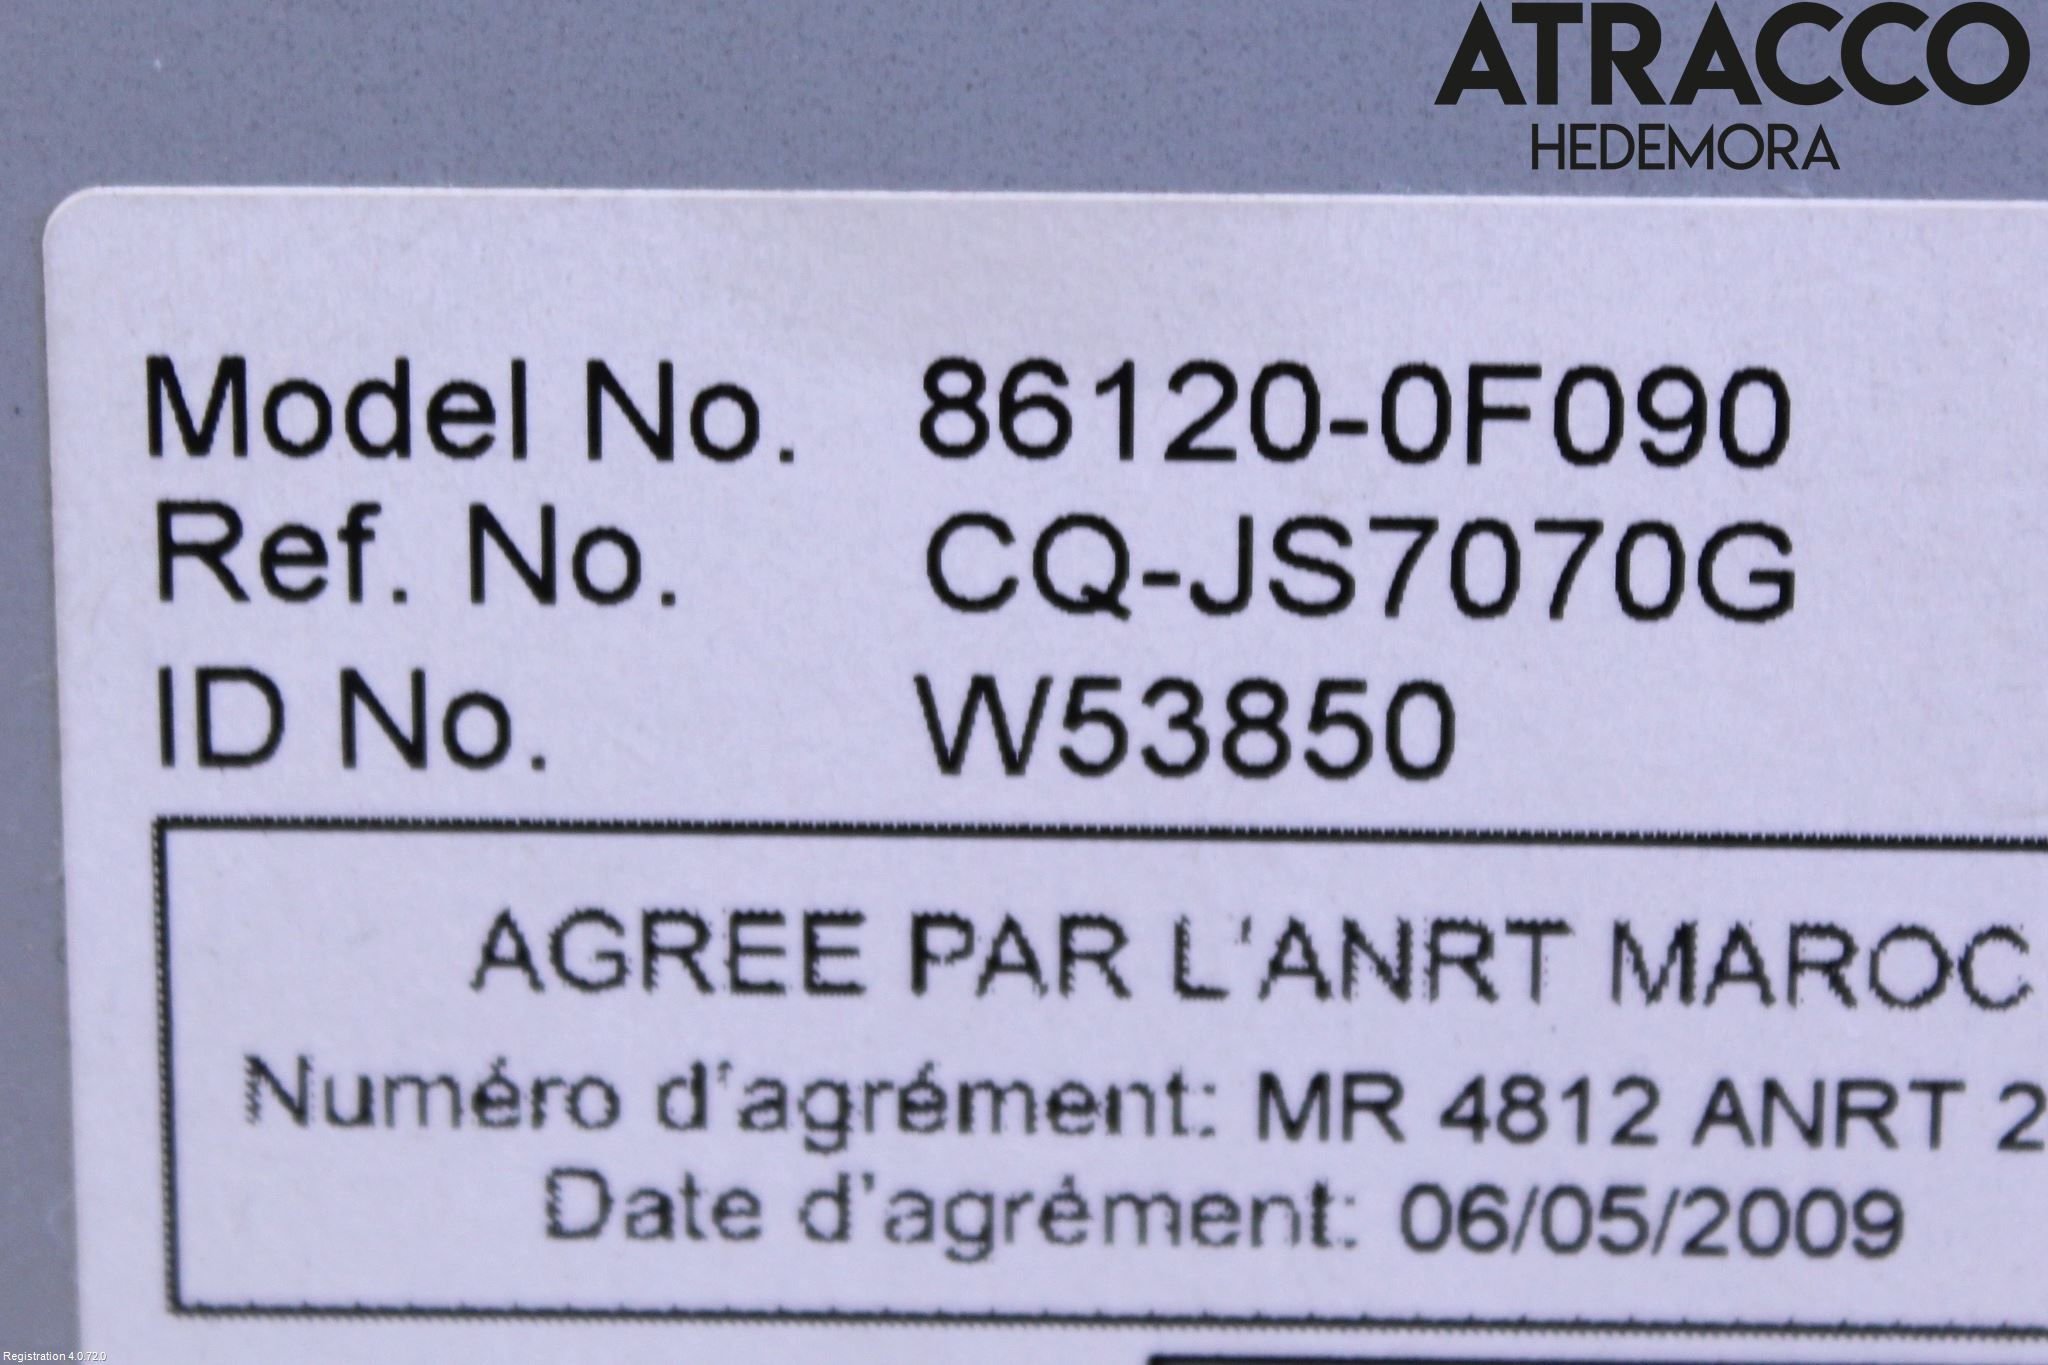 ATRACCO
HEDEMORA
Model No. 86120-0F090
Ref. No. CQ-JS7070G
ID No. W53850
AGREE PAR L'ANRT MAROC
Numéro d'agrément: MR 4812 ANRT 2
Date d'agrément: 06/05/2009
Registration 4.0.72.0